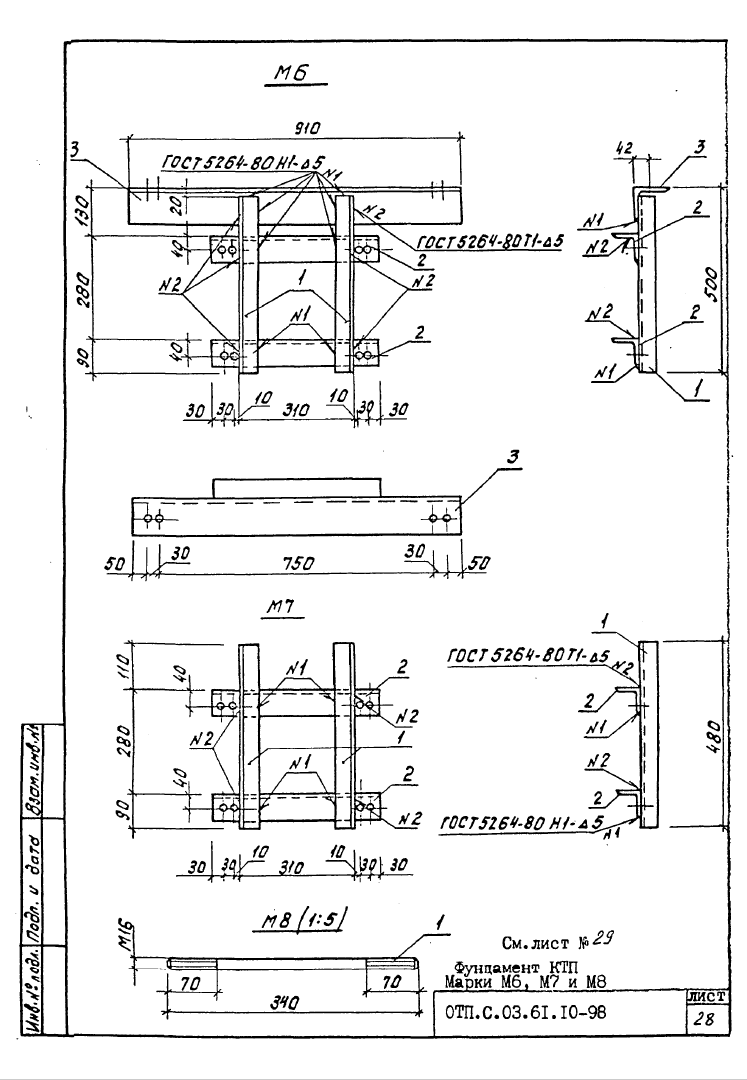 М6
910
3
ГОСТ 5264-80 Н1-Δ5
N1
N2
ГОСТ 5264-80 Т1-Δ5
130
20
40
280
N2
1
N2
2
N1
40
90
2
30
30
10
310
10
30
30
42
3
N1
2
N2
N2
2
N1
1
500
3
50
30
750
30
50
М7
110
40
N1
2
N2
280
N2
1
40
N1
2
90
N2
30
30
10
310
10
30
30
1
ГОСТ 5264-80 Т1-Δ5
N2
2
N1
N2
2
ГОСТ 5264-80 Н1-Δ5
N1
480
М8 (1:5)
М16
1
70
70
340
См.лист № 29
Фундамент КТП
Марки М6, М7 и М8
ОТП.С.03.61.10-98
ЛИСТ
28
Взам.инв.№
Подп. и дата
Инв.№ подл.